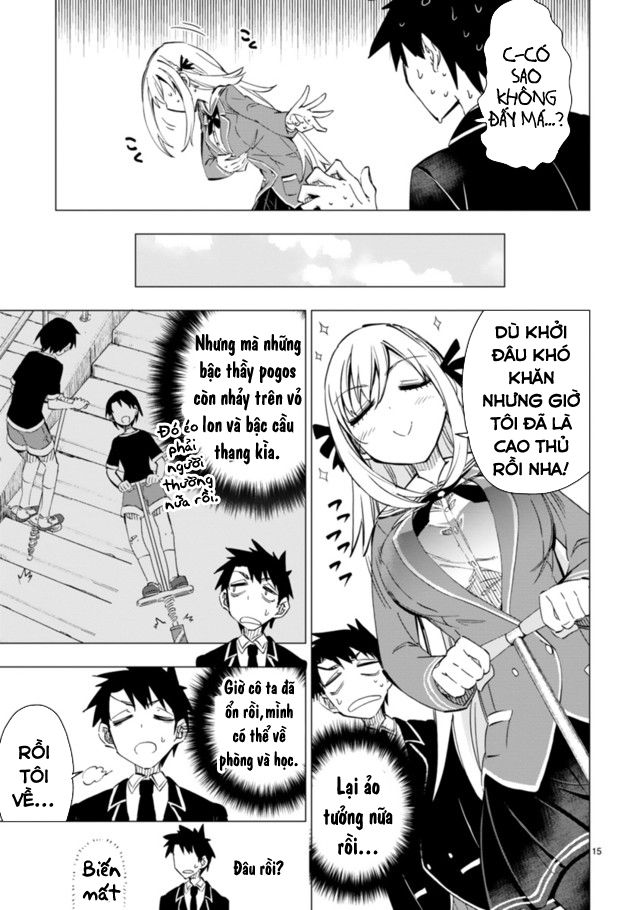 C-CÓ
SAO
KHÔNG
ĐẤY MÁ...?
DÙ KHỞI
ĐẦU KHÓ
KHĂN
NHƯNG GIỜ
TÔI ĐÃ LÀ
CAO THỦ
RỒI NHA!
Lại ảo
tưởng nữa
rồi...
Nhưng mà những
bậc thầy pogos
còn nhảy trên vỏ
lon và bậc cầu
thang kìa.
Đó éo
phải
người
thường
nữa rồi.
Giờ cô ta đã
ổn rồi,mình
có thể về
phòng và học.
RỒI TÔI
VỀ...
Đâu rồi?
Biến
mất
15